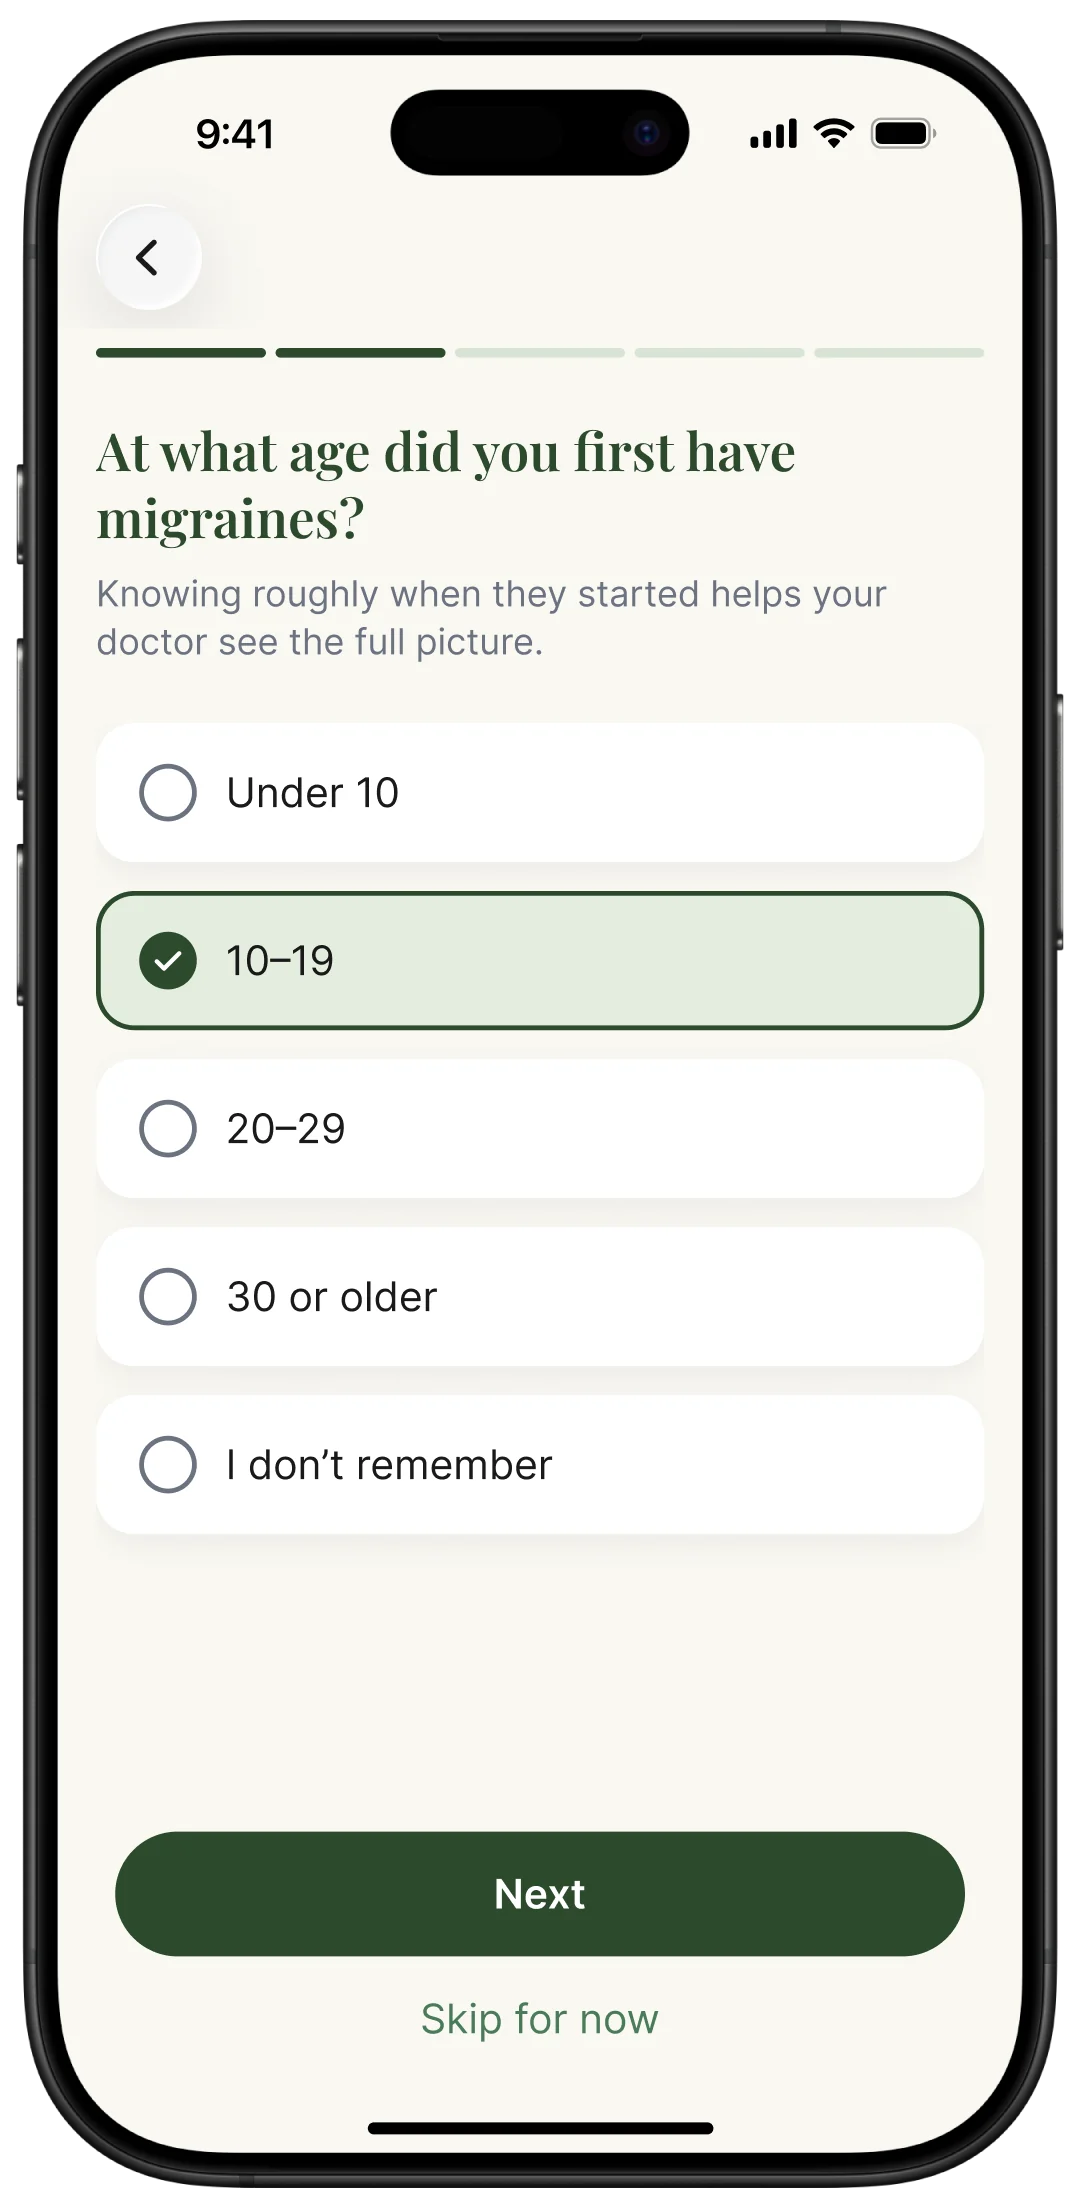 9:41
At what age did you first have
migraines?
Knowing roughly when they started helps your
doctor see the full picture.
Under 10
10–19
20–29
30 or older
I don’t remember
Next
Skip for now